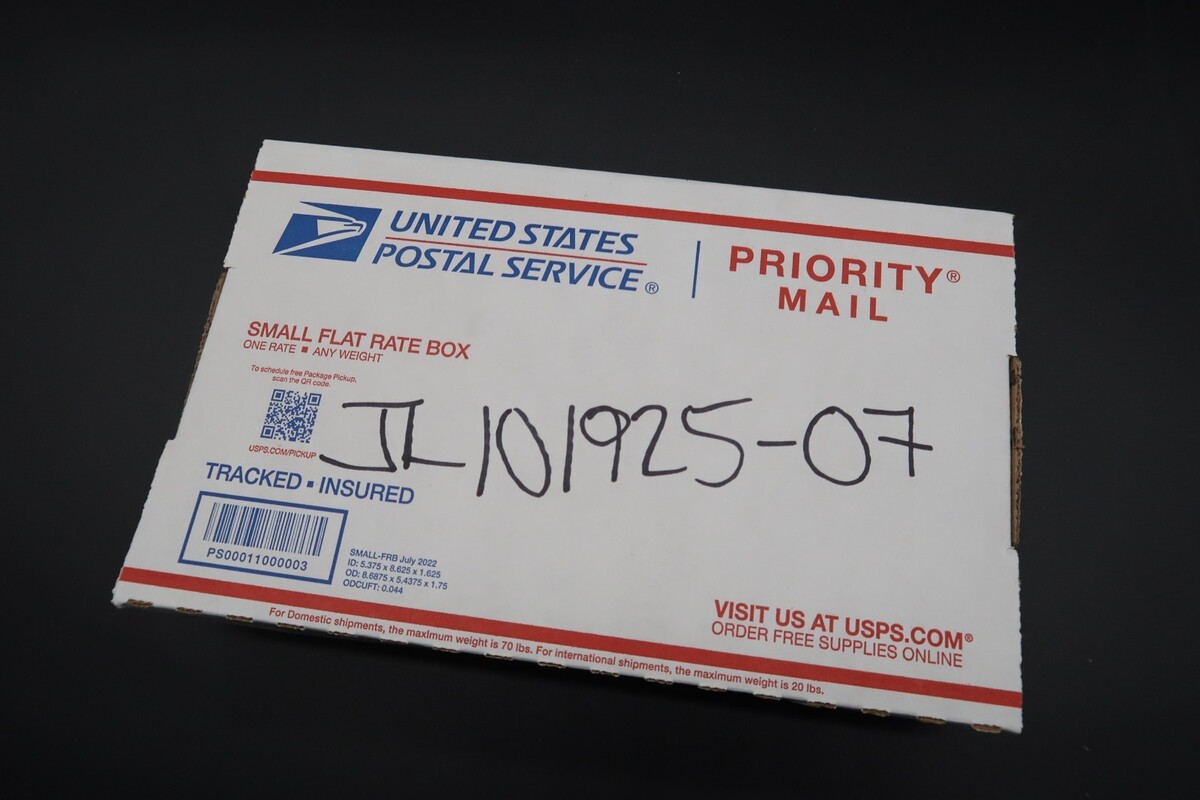 UNITED STATES
POSTAL SERVICE®
PRIORITY®
MAIL
SMALL FLAT RATE BOX
ONE RATE ▪ ANY WEIGHT
To schedule free Package Pickup,
scan the QR code.
USPS.COM/PICKUP
JL101925-07
TRACKED ▪ INSURED
PS00011000003
SMALL-FRB July 2022
ID: 5.375 x 8.625 x 1.625
OD: 8.6875 x 5.4375 x 1.75
ODCUFT: 0.044
VISIT US AT USPS.COM®
ORDER FREE SUPPLIES ONLINE
For Domestic shipments, the maximum weight is 70 lbs. For international shipments, the maximum weight is 20 lbs.